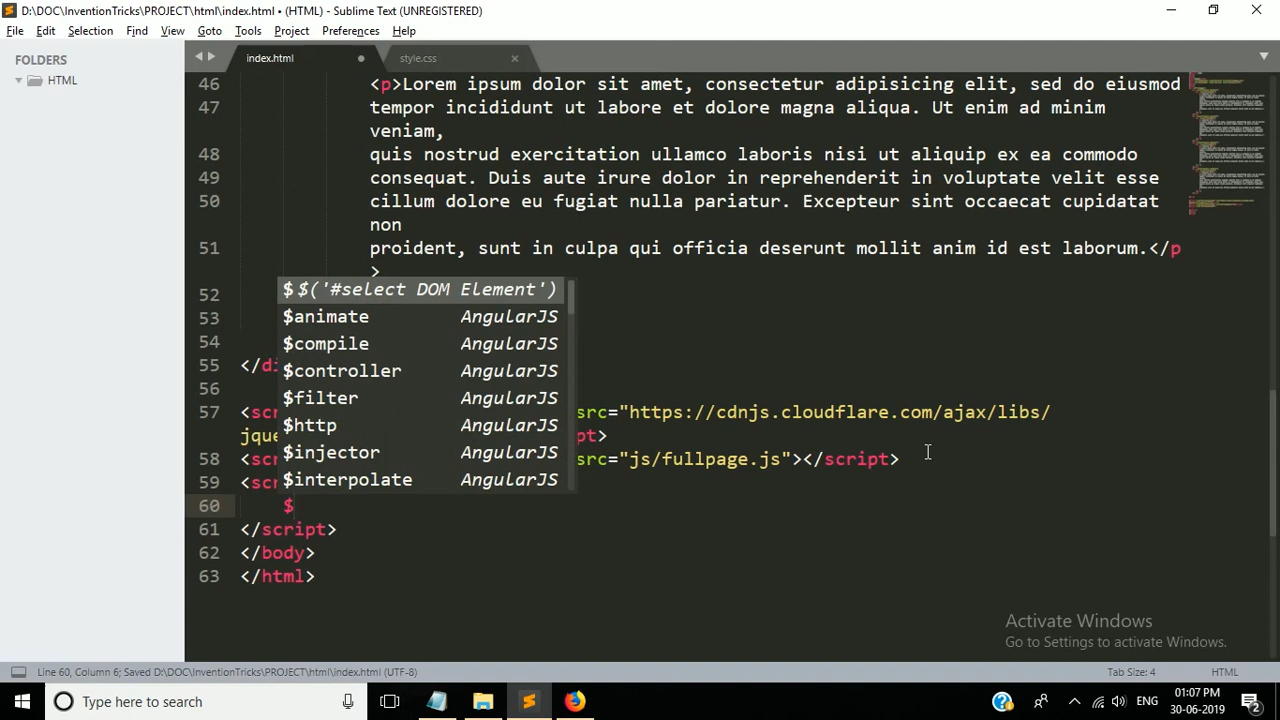 D:\DOC\InventionTricks\PROJECT\html\index.html • (HTML) - Sublime Text (UNREGISTERED)
File Edit Selection Find View Goto Tools Project Preferences Help
FOLDERS
HTML
index.html
style.css
46 <p>Lorem ipsum dolor sit amet, consectetur adipisicing elit, sed do eiusmod
47 tempor incididunt ut labore et dolore magna aliqua. Ut enim ad minim
veniam,
48 quis nostrud exercitation ullamco laboris nisi ut aliquip ex ea commodo
49 consequat. Duis aute irure dolor in reprehenderit in voluptate velit esse
50 cillum dolore eu fugiat nulla pariatur. Excepteur sint occaecat cupidatat
non
51 proident, sunt in culpa qui officia deserunt mollit anim id est laborum.</p
>
52
53
54
55 </di
56
57 <scr src="https://cdnjs.cloudflare.com/ajax/libs/
jque pt>
58 <scr src="js/fullpage.js"></script>
59 <scr
60 $
61 </script>
62 </body>
63 </html>
$ $('#select DOM Element')
$animate AngularJS
$compile AngularJS
$controller AngularJS
$filter AngularJS
$http AngularJS
$injector AngularJS
$interpolate AngularJS
Activate Windows
Go to Settings to activate Windows.
Line 60, Column 6; Saved D:\DOC\InventionTricks\PROJECT\html\index.html (UTF-8)
Tab Size: 4
HTML
Type here to search
ENG
01:07 PM
30-06-2019
2